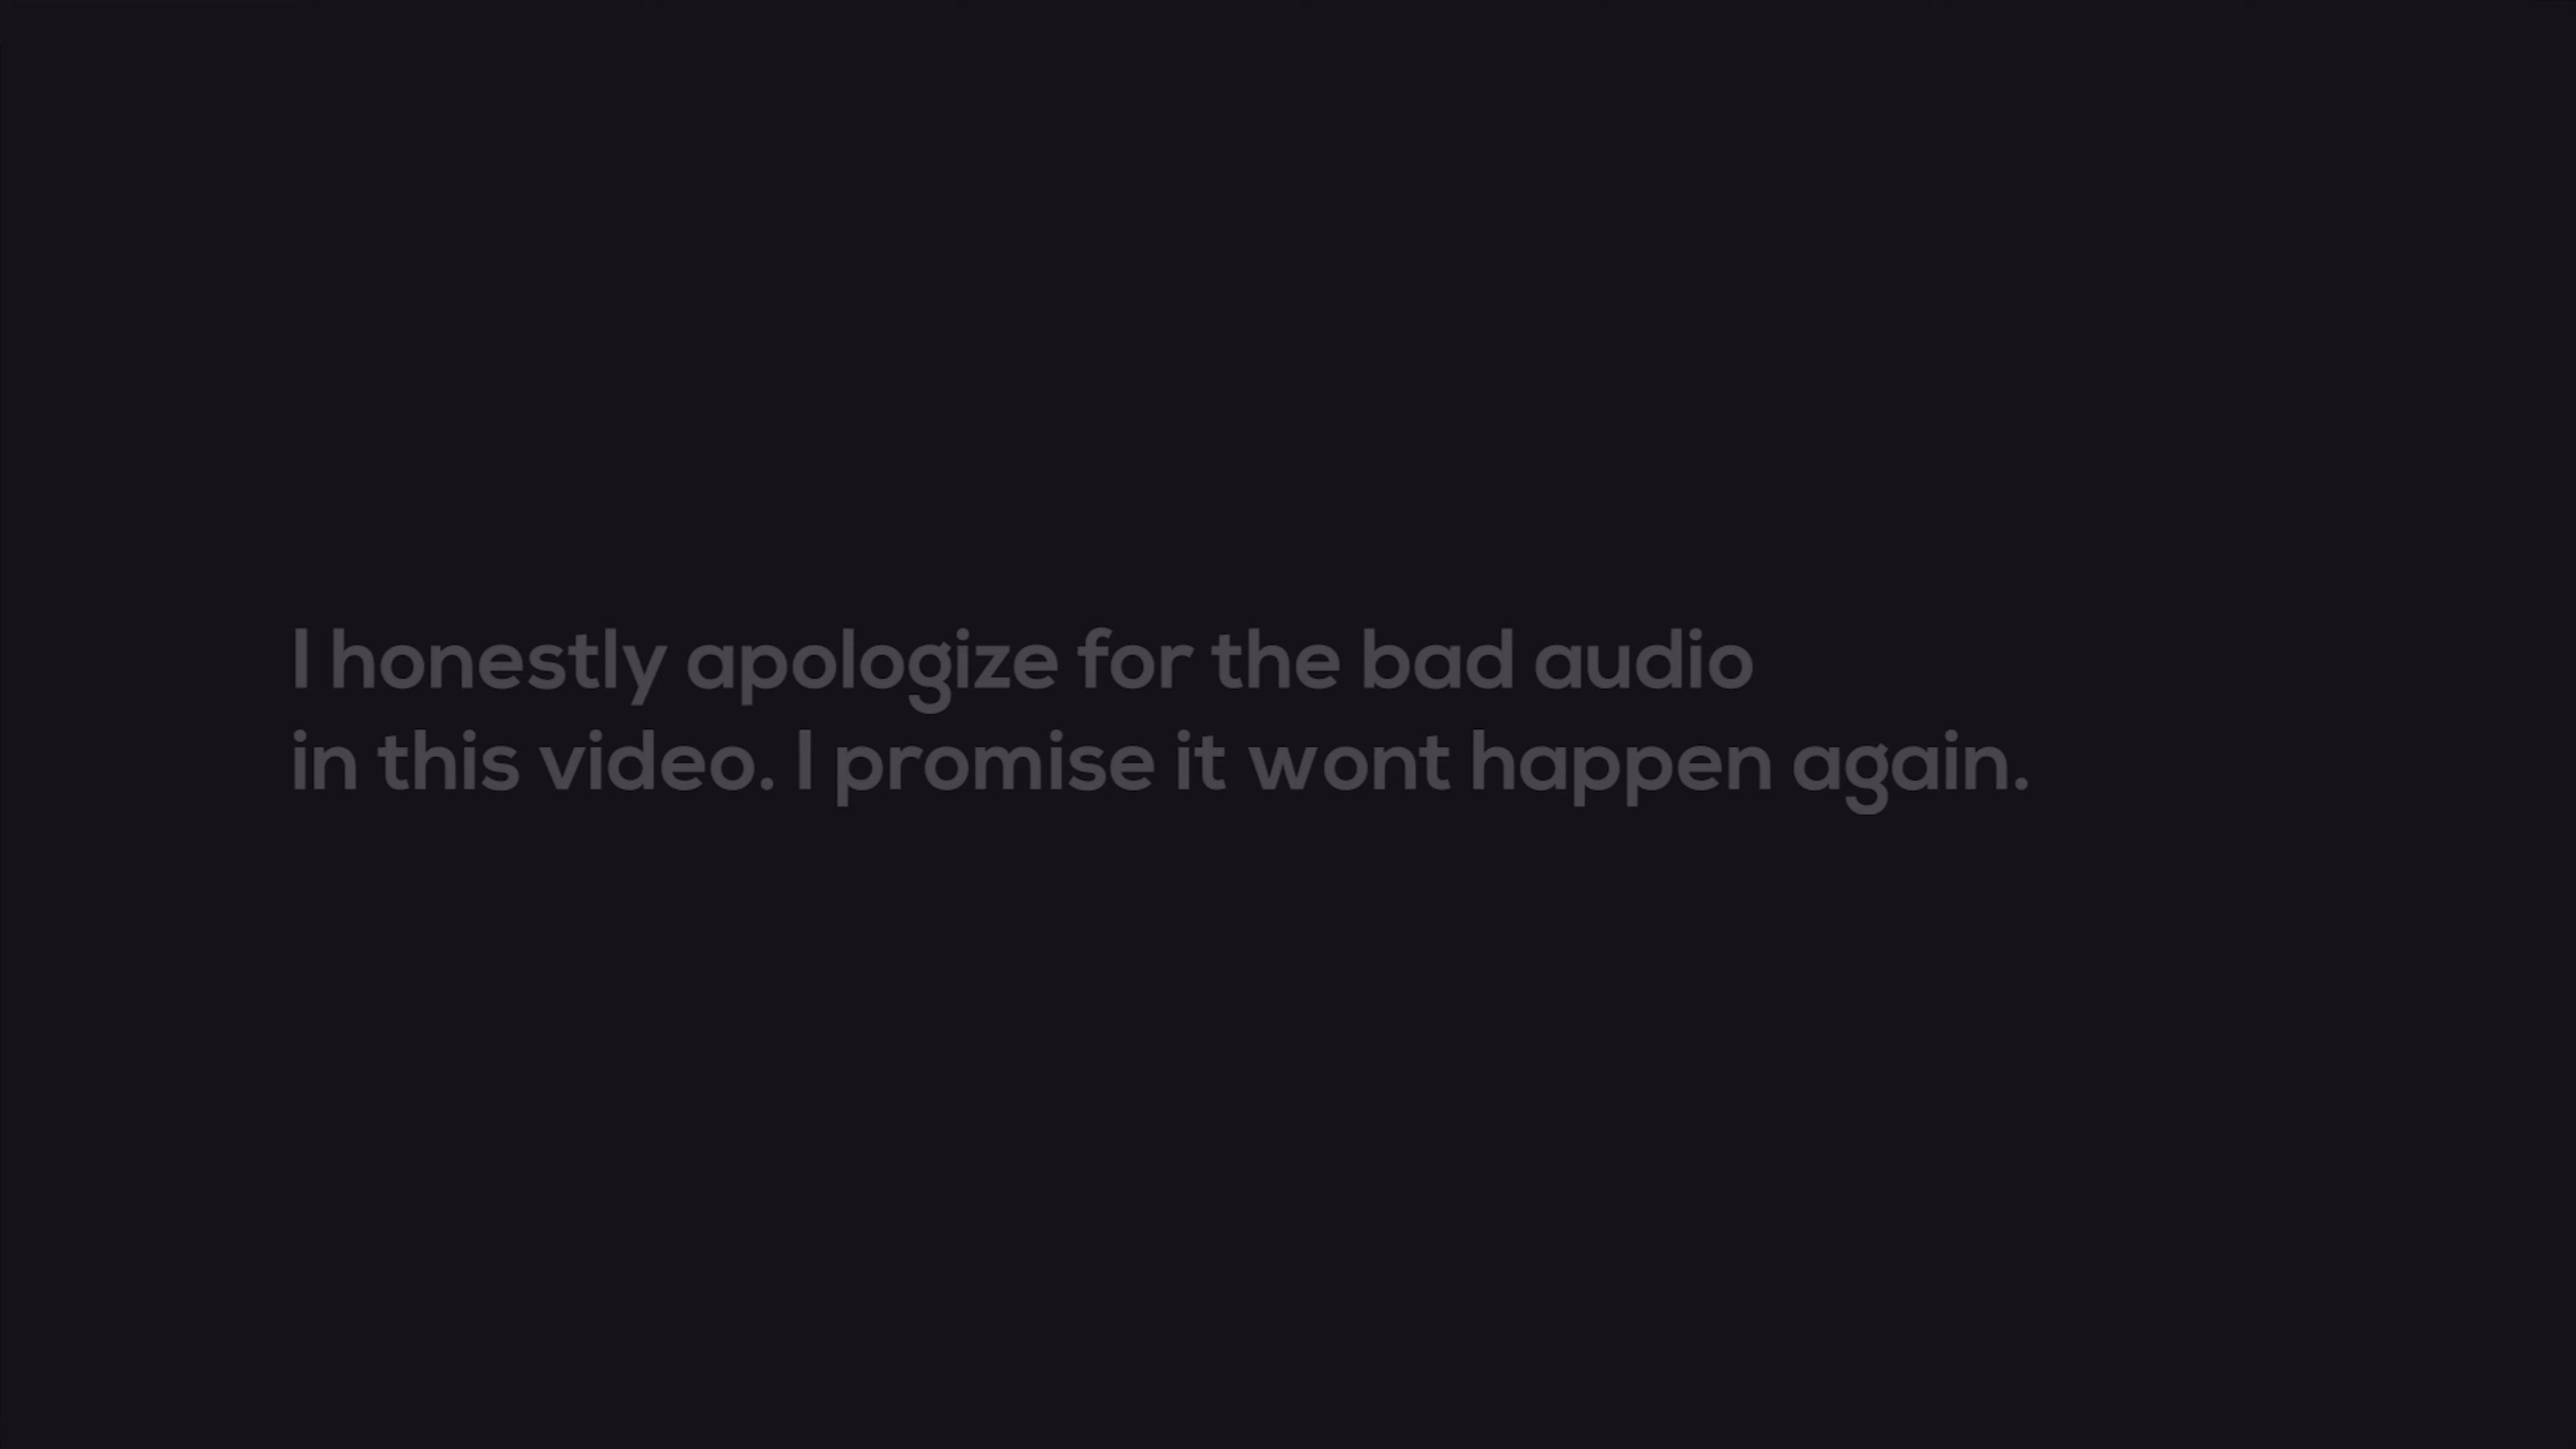 I honestly apologize for the bad audio
in this video. I promise it wont happen again.